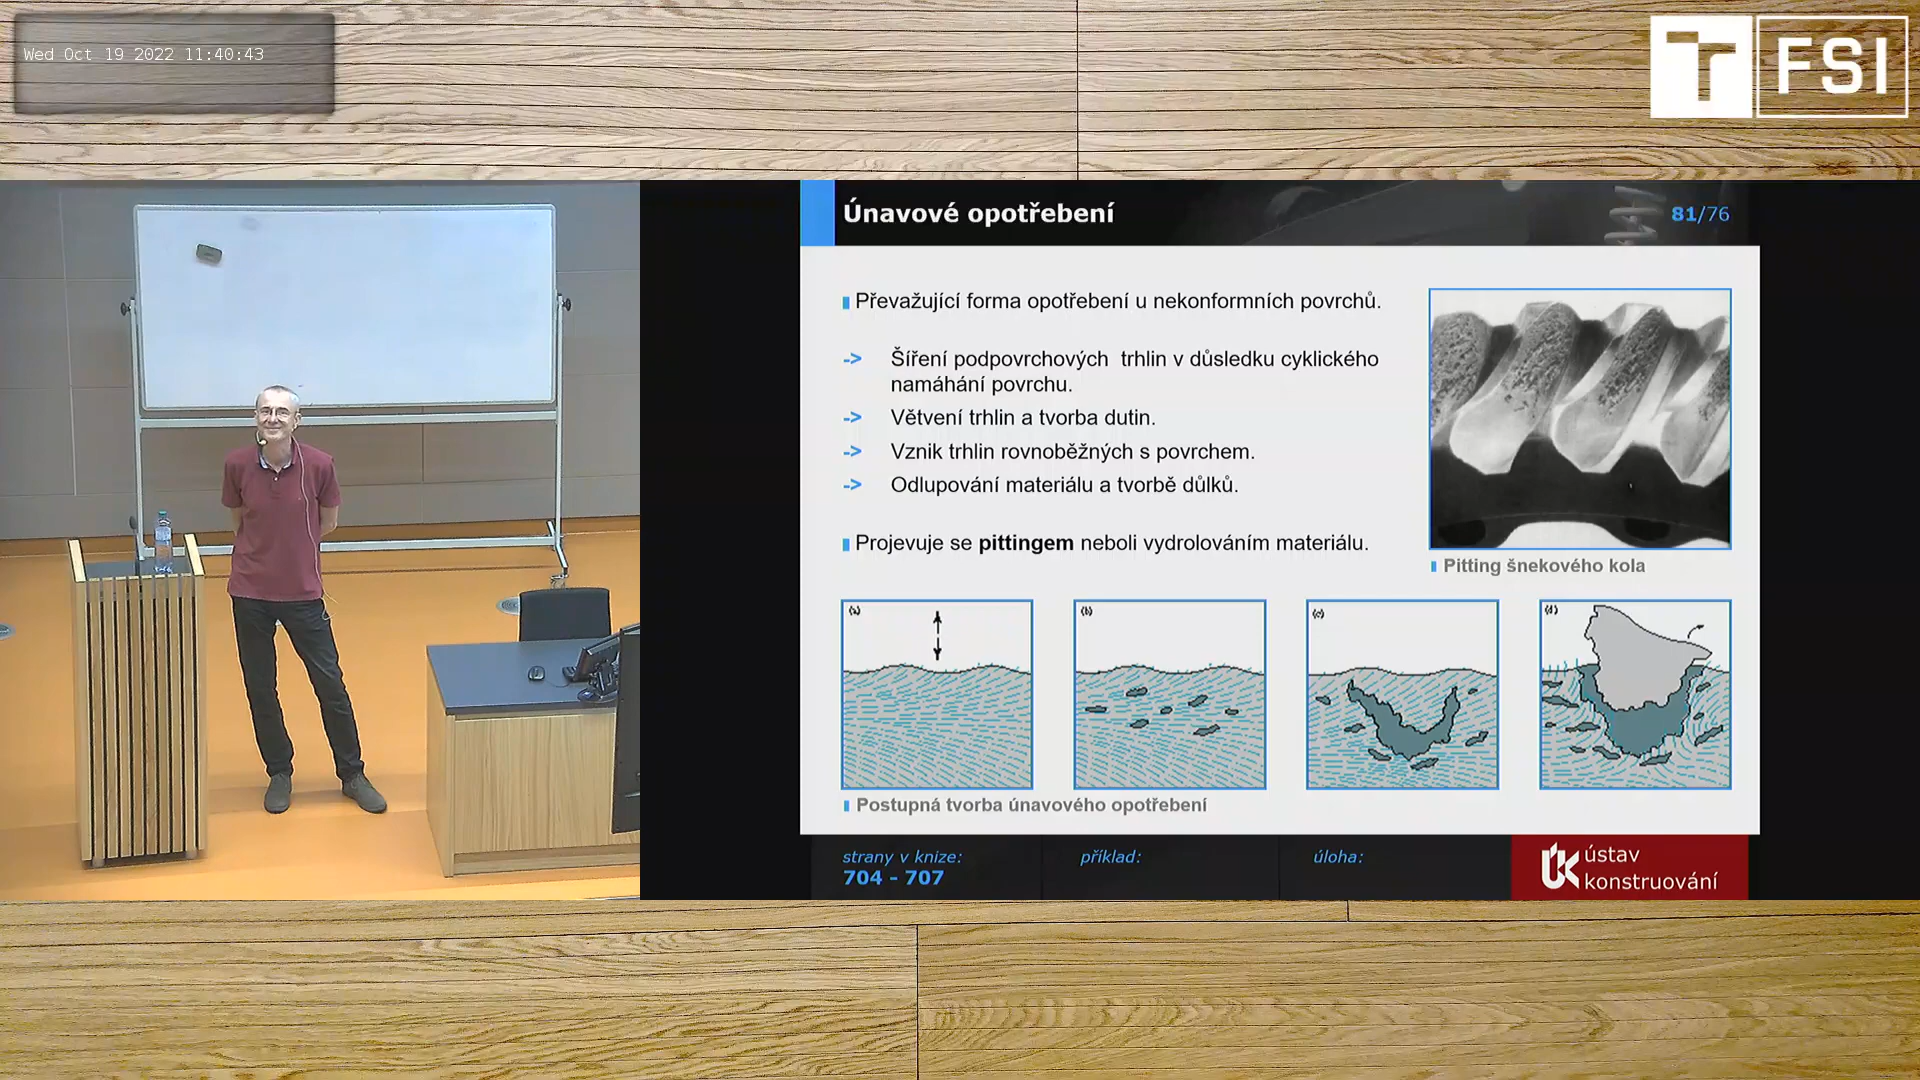 Wed Oct 19 2022 11:40:43
T FSI
Únavové opotřebení
81/76
Převažující forma opotřebení u nekonformních povrchů.
-> Šíření podpovrchových trhlin v důsledku cyklického
namáhání povrchu.
-> Větvení trhlin a tvorba dutin.
-> Vznik trhlin rovnoběžných s povrchem.
-> Odlupování materiálu a tvorbě důlků.
Projevuje se pittingem neboli vydrolováním materiálu.
Pitting šnekového kola
(a)
(b)
(c)
(d)
Postupná tvorba únavového opotřebení
strany v knize:
704 - 707
příklad:
úloha:
ÚK
ústav
konstruování